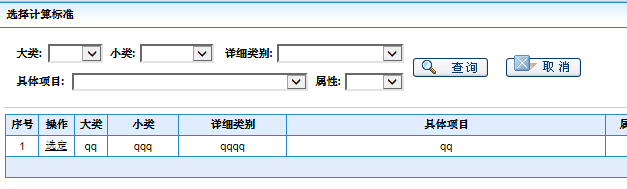 选择计算标准
大类: 小类: 详细类别: 查询 取消
具体项目: 属性:
序号 操作 大类 小类 详细类别 具体项目
1 选定 qq qqq qqqq qq